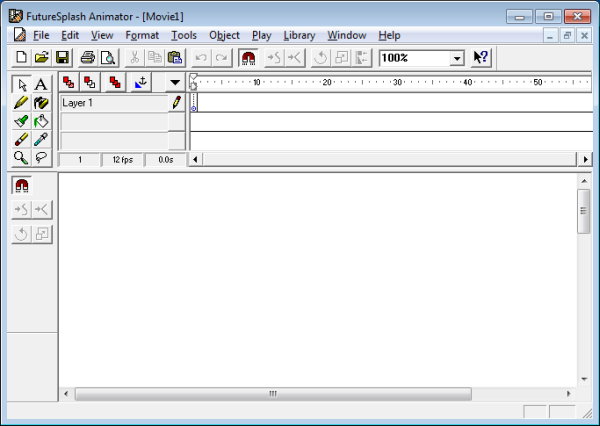 FutureSplash Animator - [Movie1]
File Edit View Format Tools Object Play Library Window Help
100%
A
10 20 30 40 50
Layer 1
1 12 fps 0.0s